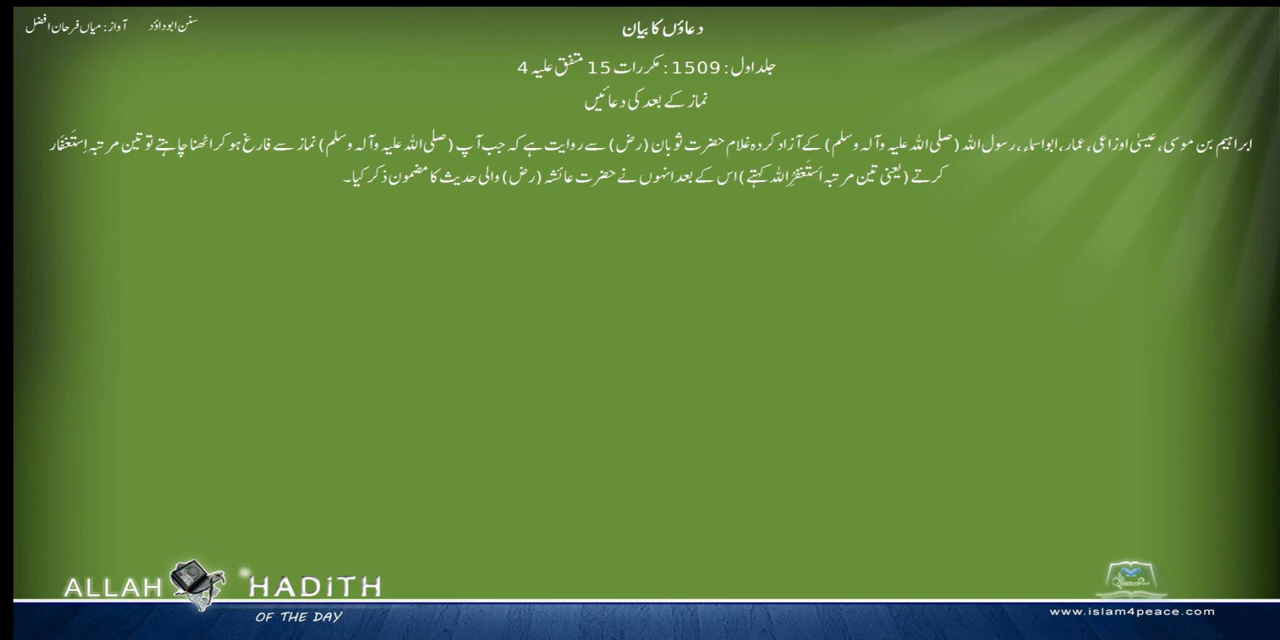 سنن ابوداؤد آواز: میاں فرحان افضل
دعاؤں کا بیان
جلد اول : 1509 : مکررات 15 متفق علیہ 4
نماز کے بعد کی دعائیں
ابراہیم بن موسی، عیسیٰ اوزاعی، عمار، ابواسماء، رسول اللہ (صلی اللہ علیہ وآلہ وسلم) کے آزاد کردہ غلام حضرت ثوبان (رض) سے روایت ہے کہ جب آپ (صلی اللہ علیہ وآلہ وسلم) نماز سے فارغ ہو کر اٹھنا چاہتے تو تین مرتبہ اِستَغفَار
کرتے (یعنی تین مرتبہ اَستَغفِرُ اللہ کہتے) اس کے بعد انہوں نے حضرت عائشہ (رض) والی حدیث کا مضمون ذکر کیا۔
ALLAH HADiTH
OF THE DAY
www.islam4peace.com